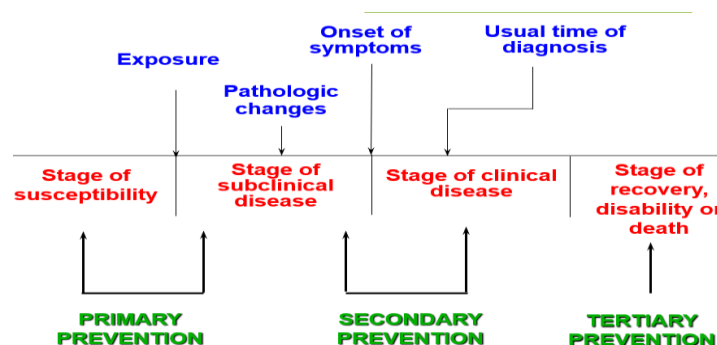 Exposure
Pathologic
changes
Onset of
symptoms
Usual time of
diagnosis
Stage of
susceptibility
Stage of
subclinical
disease
Stage of clinical
disease
Stage of
recovery,
disability or
death
PRIMARY
PREVENTION
SECONDARY
PREVENTION
TERTIARY
PREVENTION